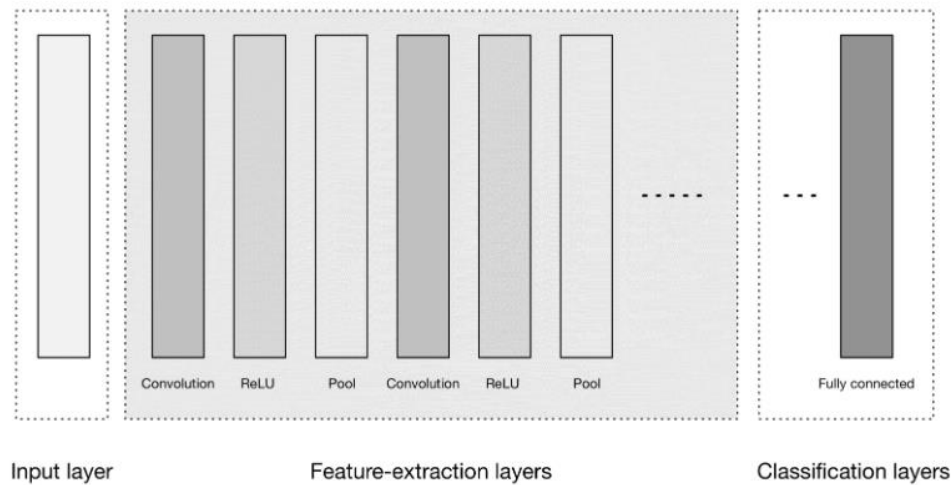 Convolution ReLU Pool Convolution ReLU Pool Fully connected
Input layer Feature-extraction layers Classification layers